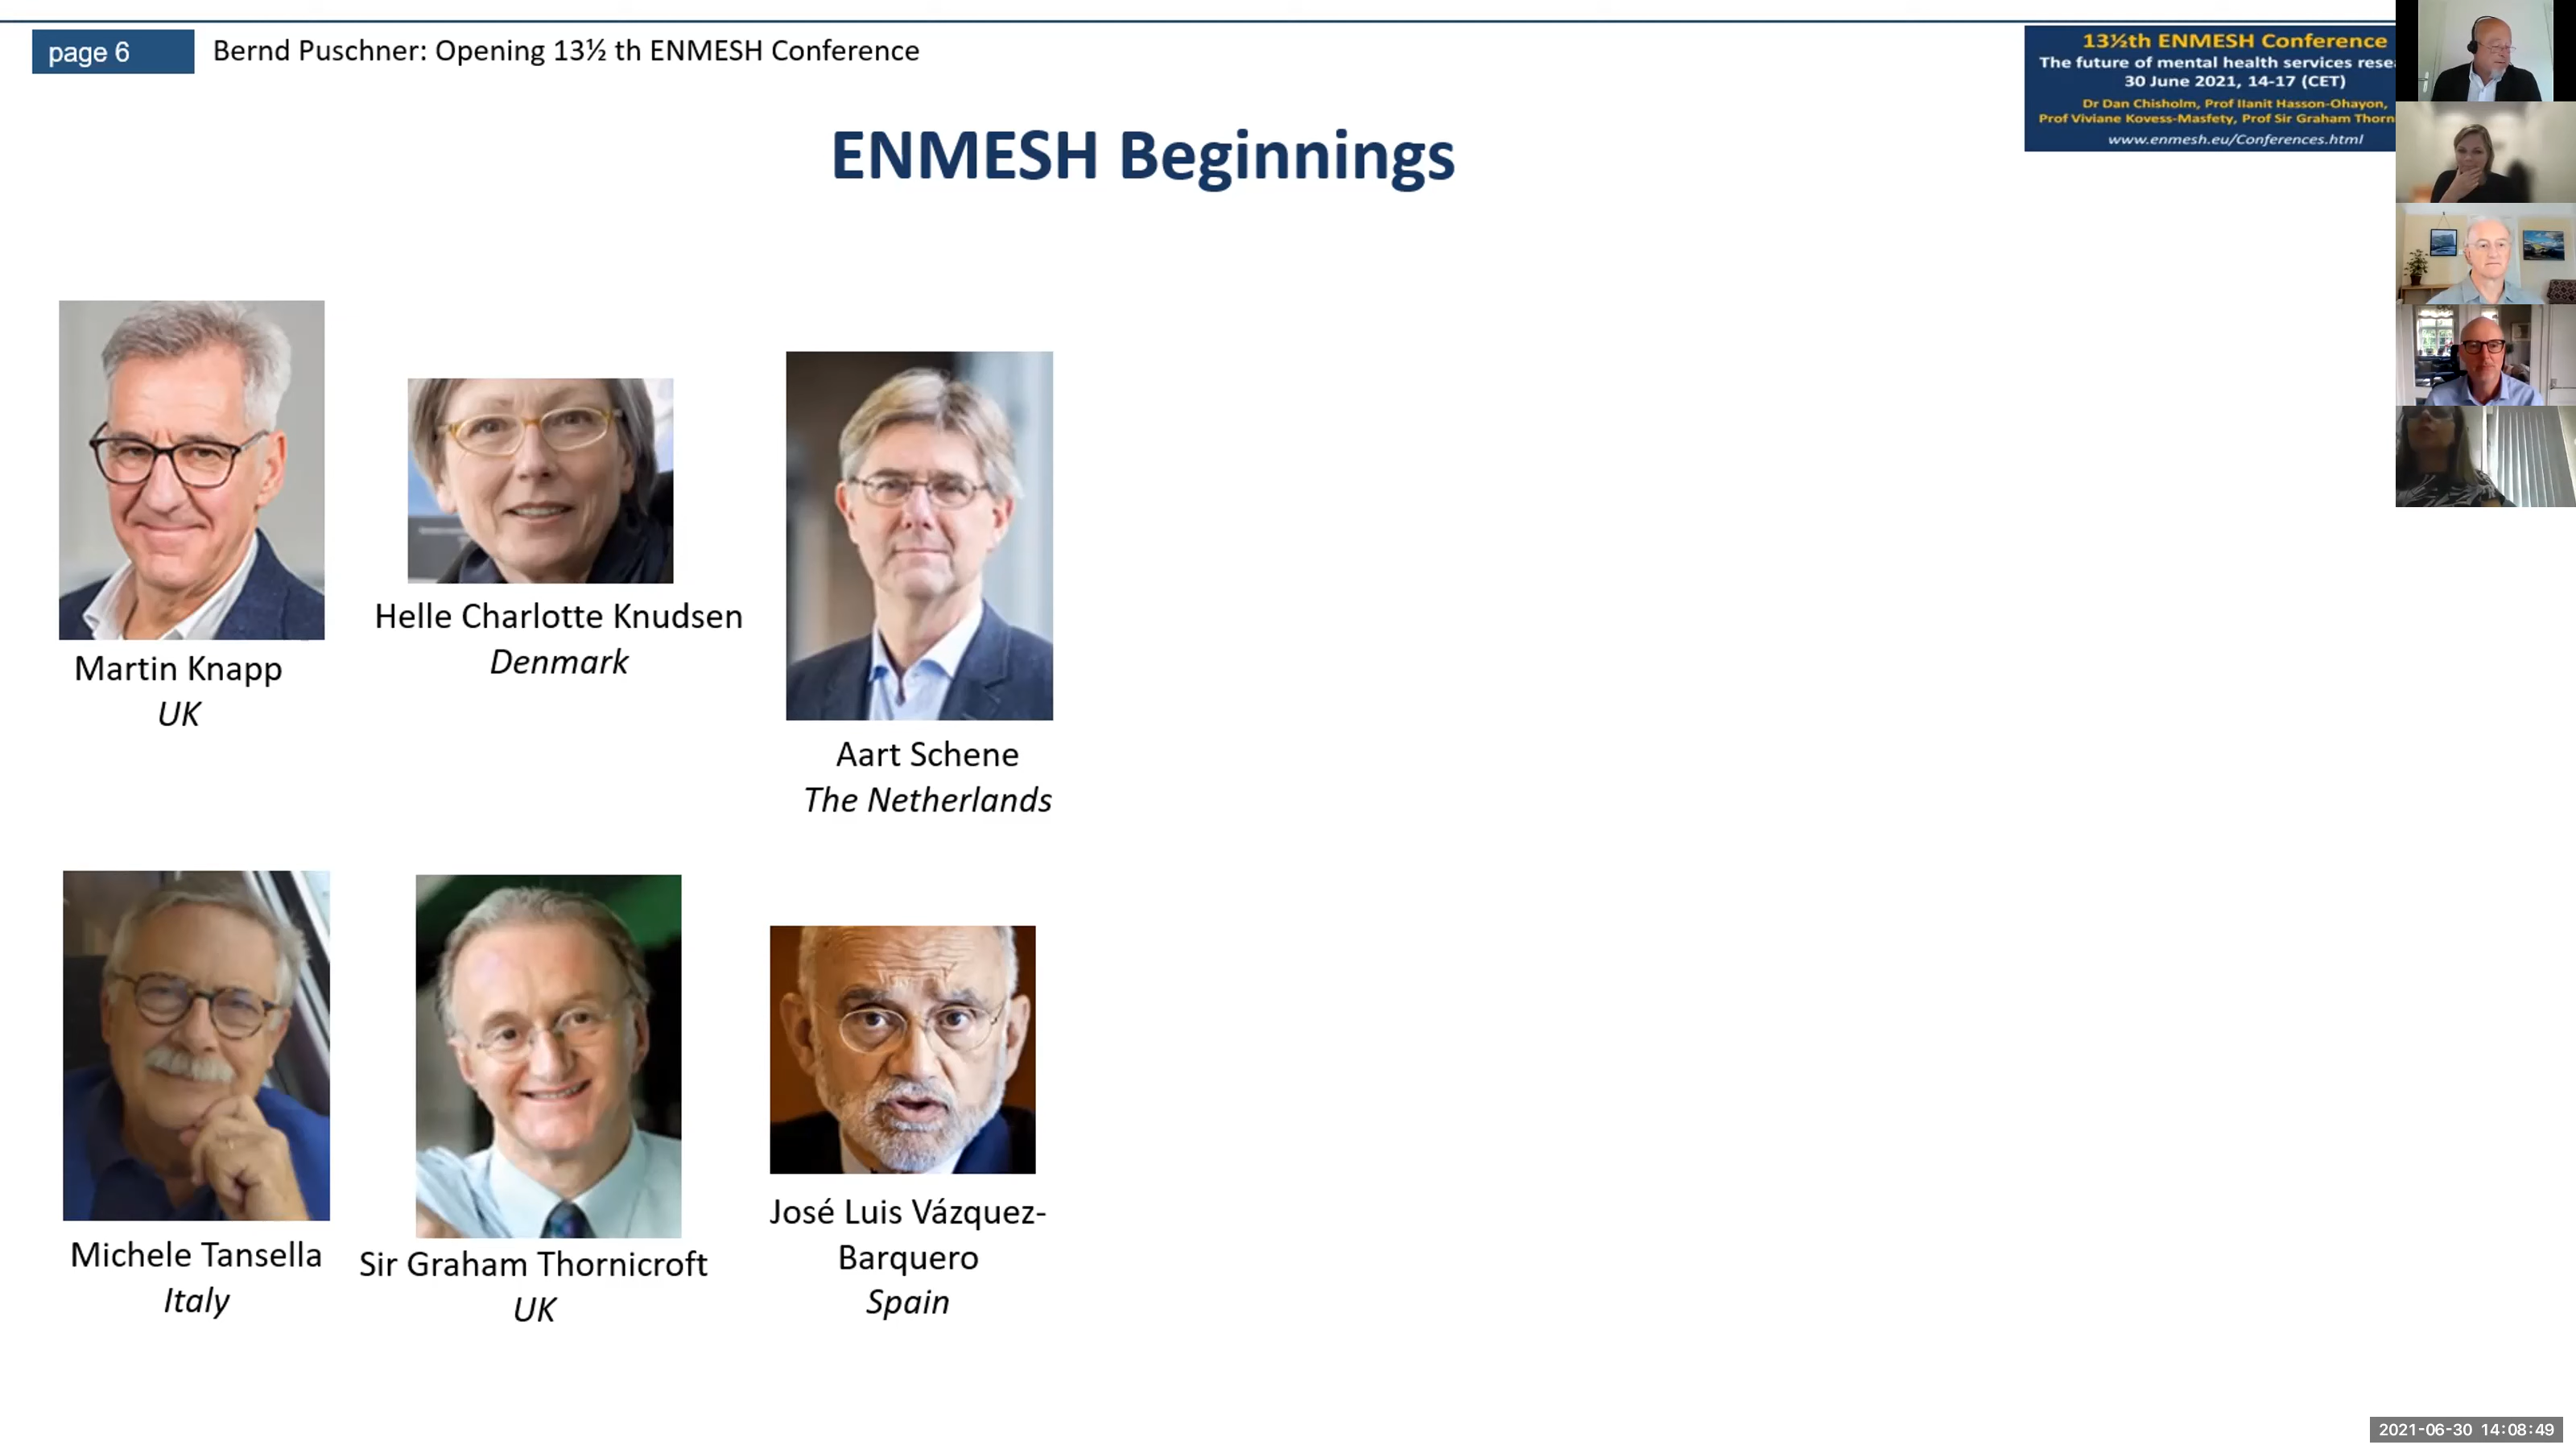 page 6
Bernd Puschner: Opening 13½ th ENMESH Conference
13½th ENMESH Conference
The future of mental health services rese
30 June 2021, 14-17 (CET)
Dr Dan Chisholm, Prof Ilanit Hasson-Ohayon,
Prof Viviane Kovess-Masfety, Prof Sir Graham Thorn
www.enmesh.eu/Conferences.html
ENMESH Beginnings
Martin Knapp
UK
Helle Charlotte Knudsen
Denmark
Aart Schene
The Netherlands
Michele Tansella
Italy
Sir Graham Thornicroft
UK
José Luis Vázquez-
Barquero
Spain
2021-06-30 14:08:49